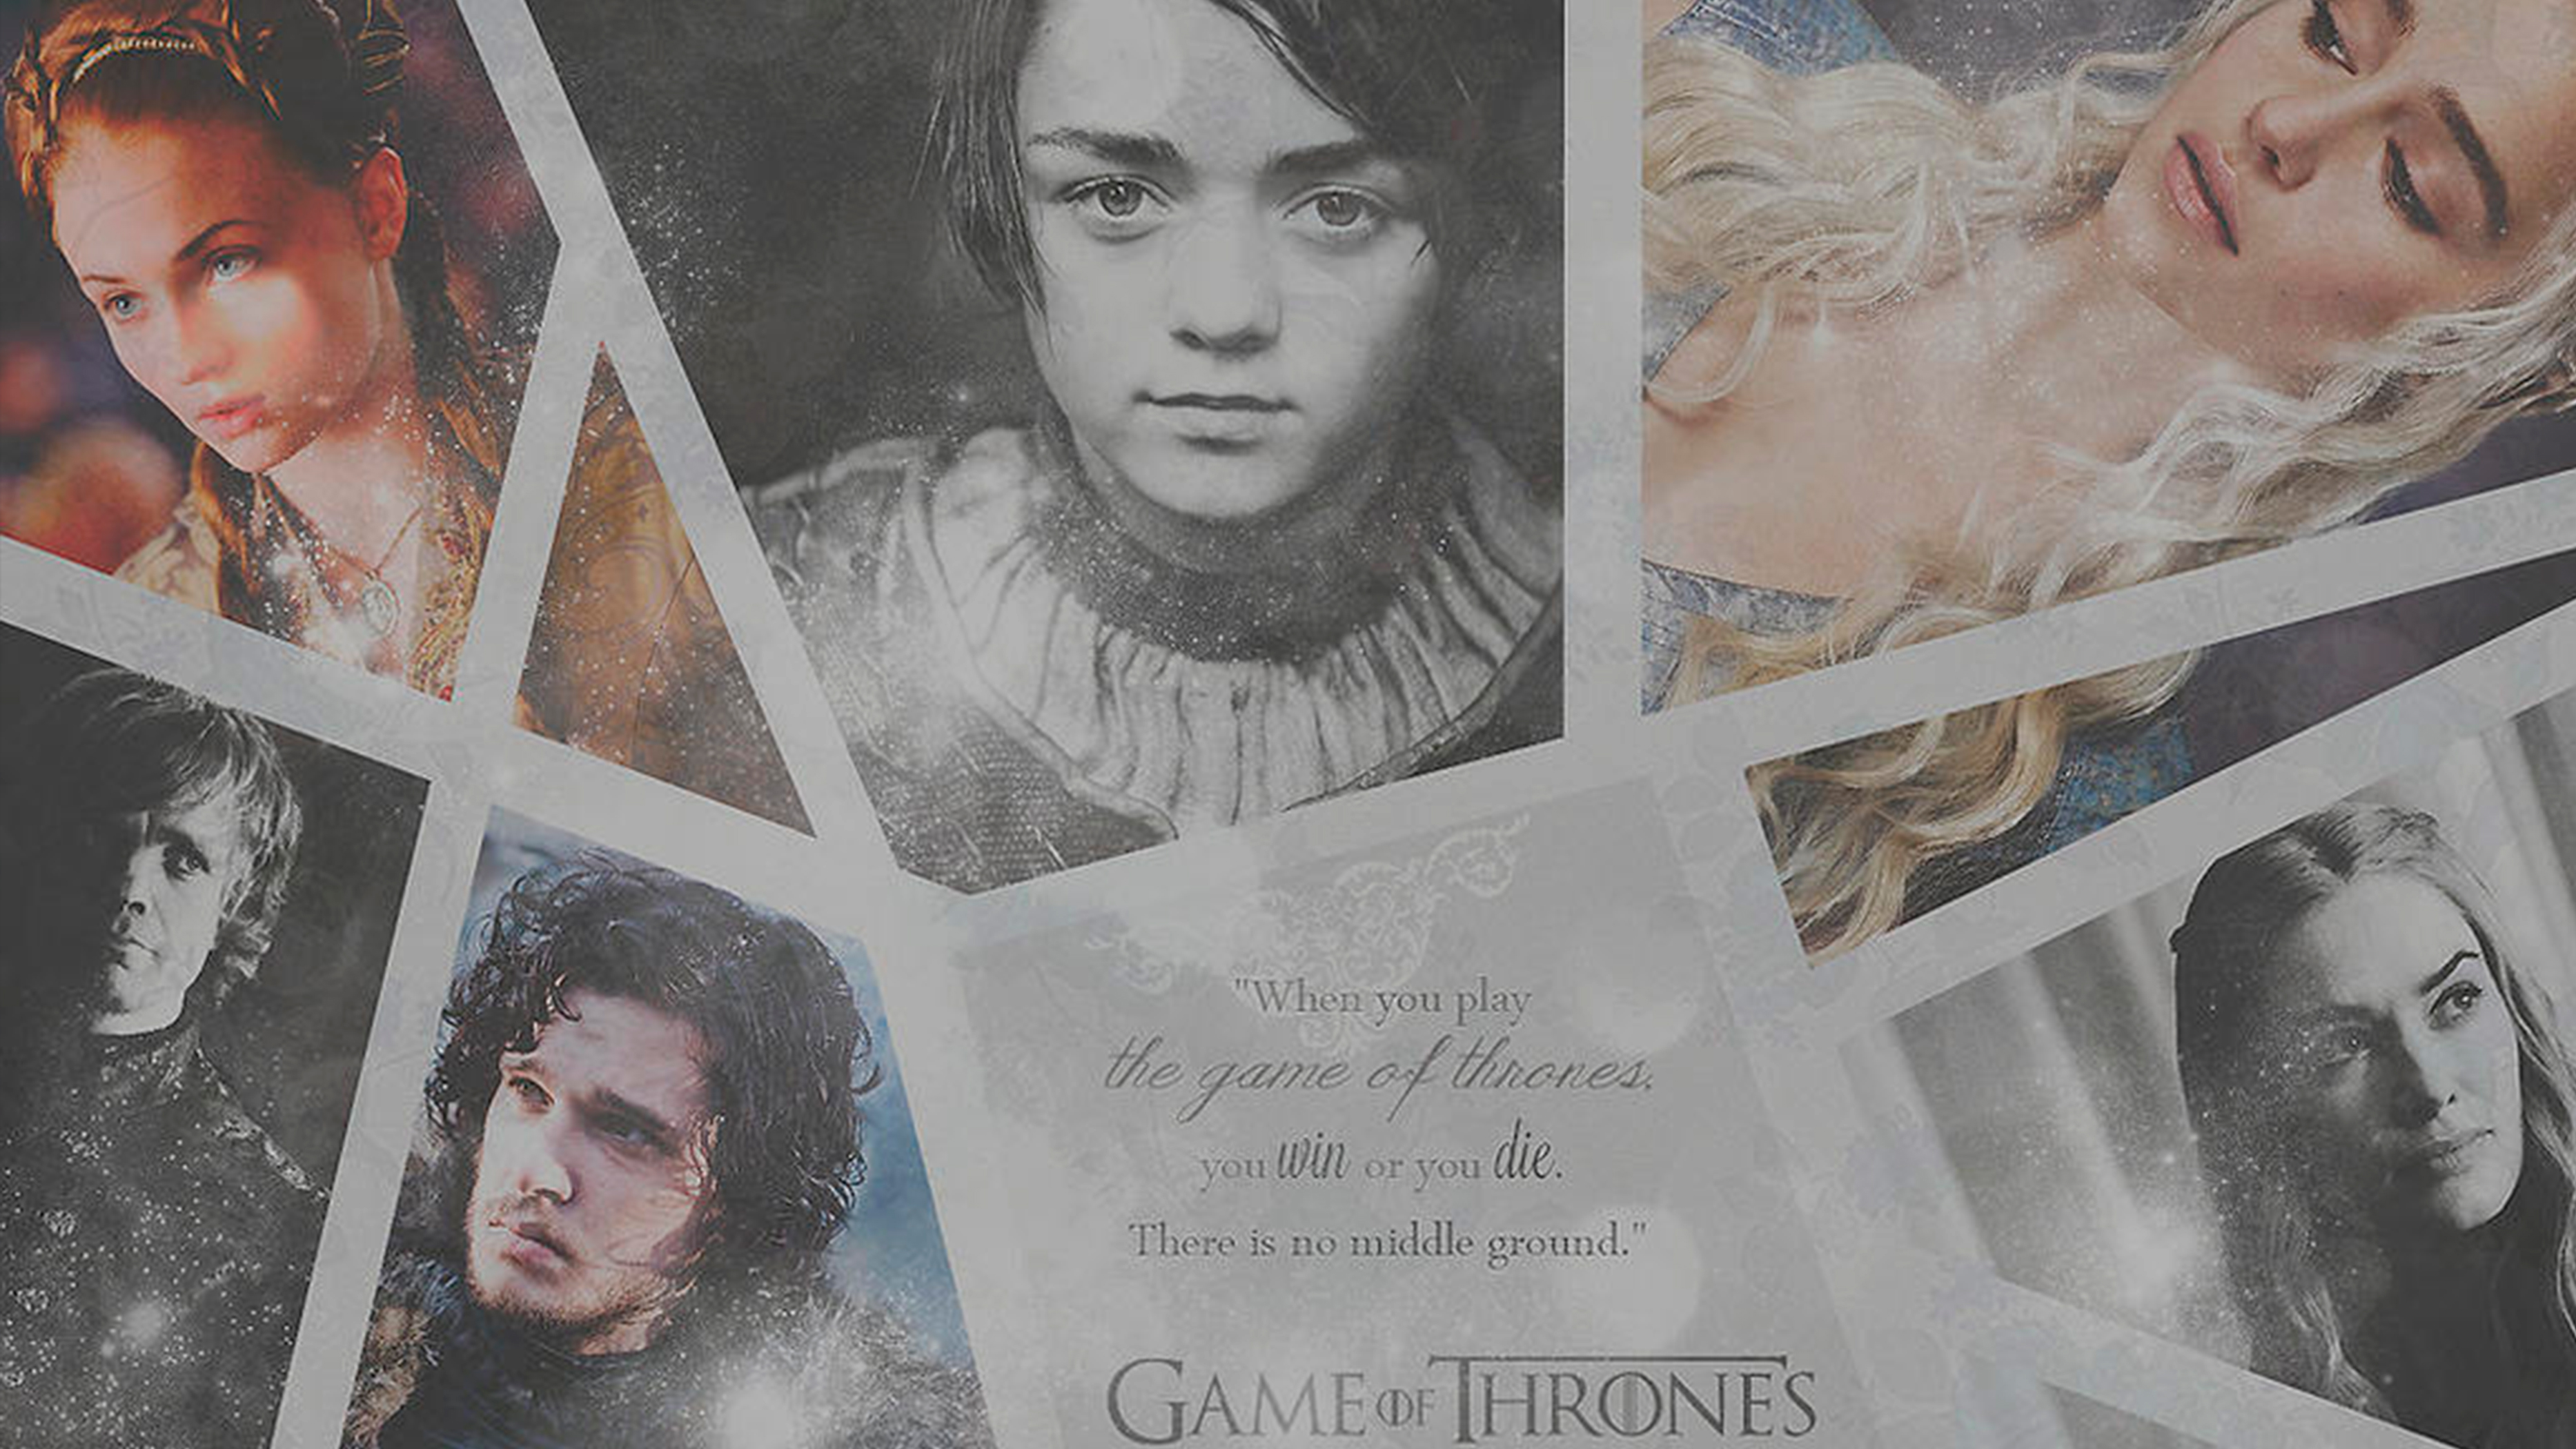 "When you play
the game of thrones,
you win or you die.
There is no middle ground."
GAME OF THRONES